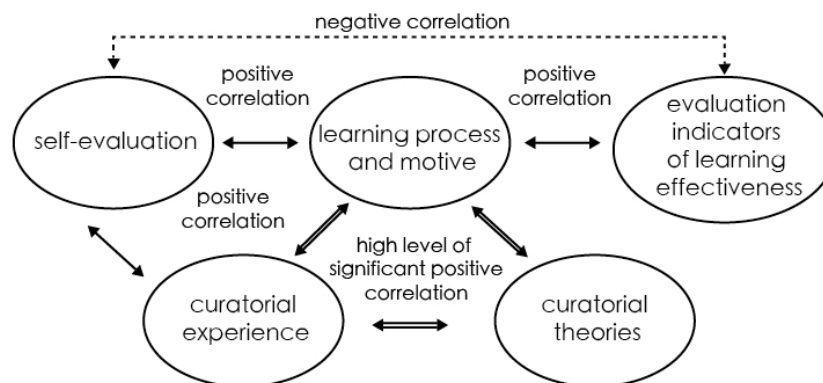 negative correlation
positive
correlation
positive
correlation
self-evaluation
learning process
and motive
evaluation
indicators
of learning
effectiveness
positive
correlation
high level of
significant positive
correlation
curatorial
experience
curatorial
theories